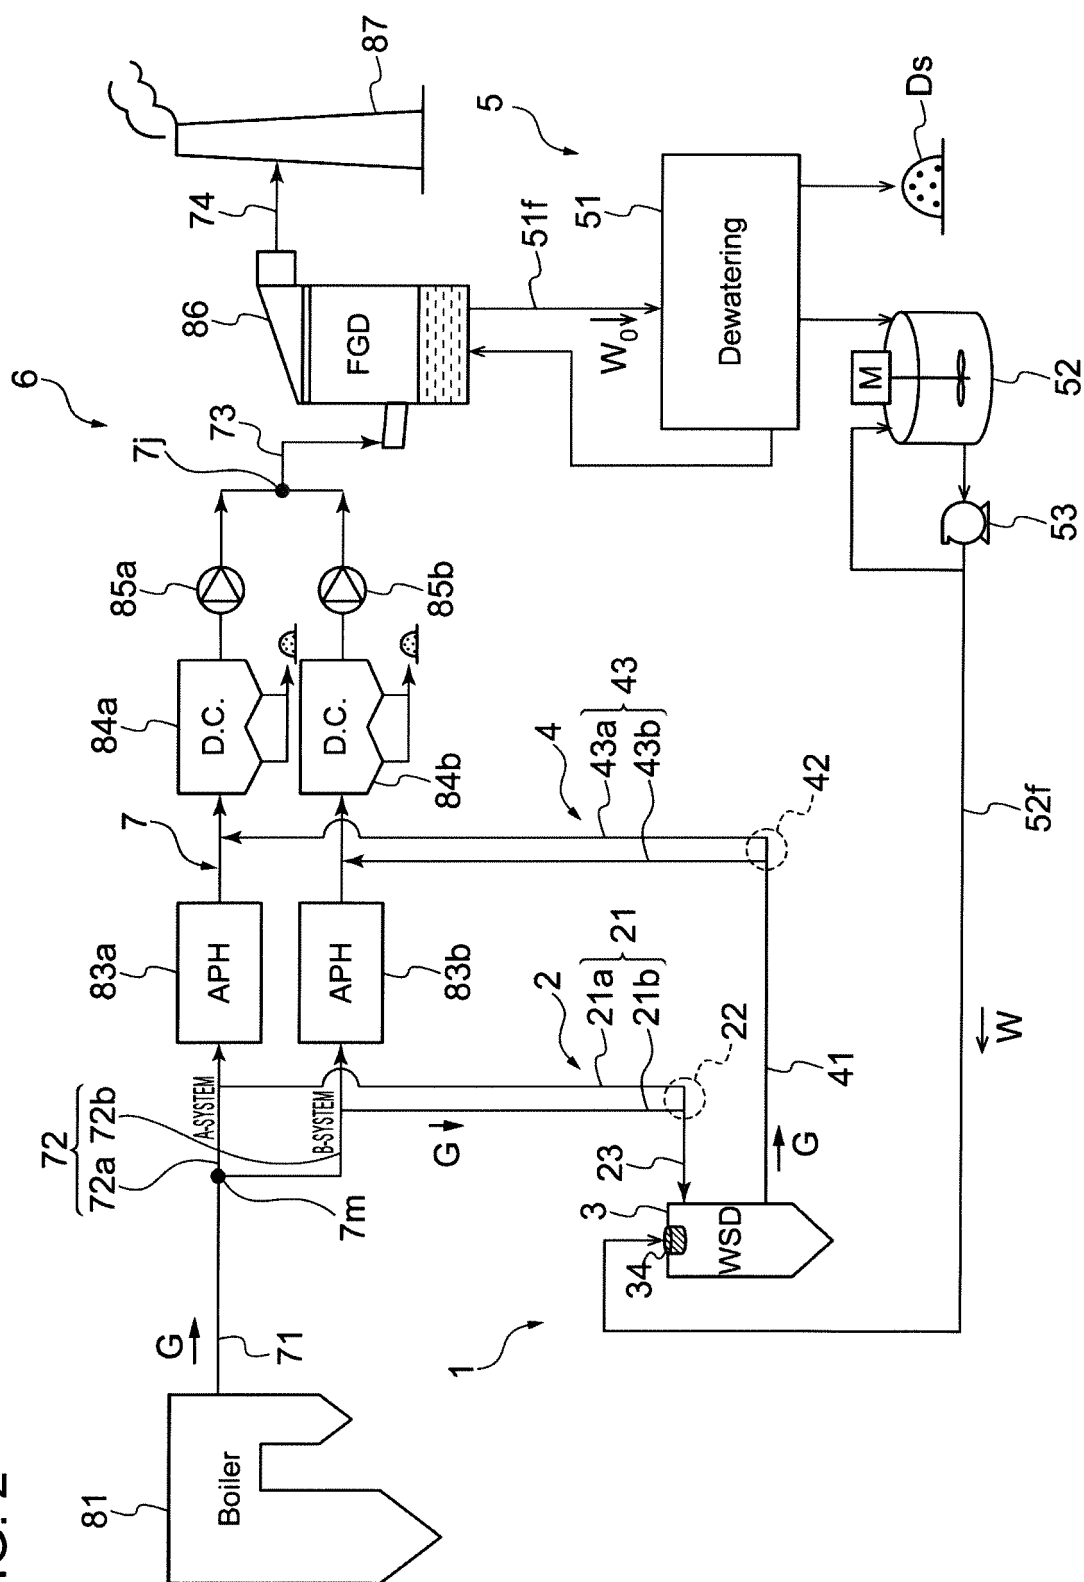 FIG. 2
6
7j
73
86
74
87
FGD
5
51f
W0
51
Dewatering
Ds
M
52
53
52f
W
85a
85b
84a
D.C.
84b
D.C.
7
83a
APH
83b
APH
4
43a
43b
43
42
41
2
21a
21b
21
22
23
G
72
72a
72b
A-SYSTEM
B-SYSTEM
7m
G
71
G
3
34
WSD
1
81
Boiler